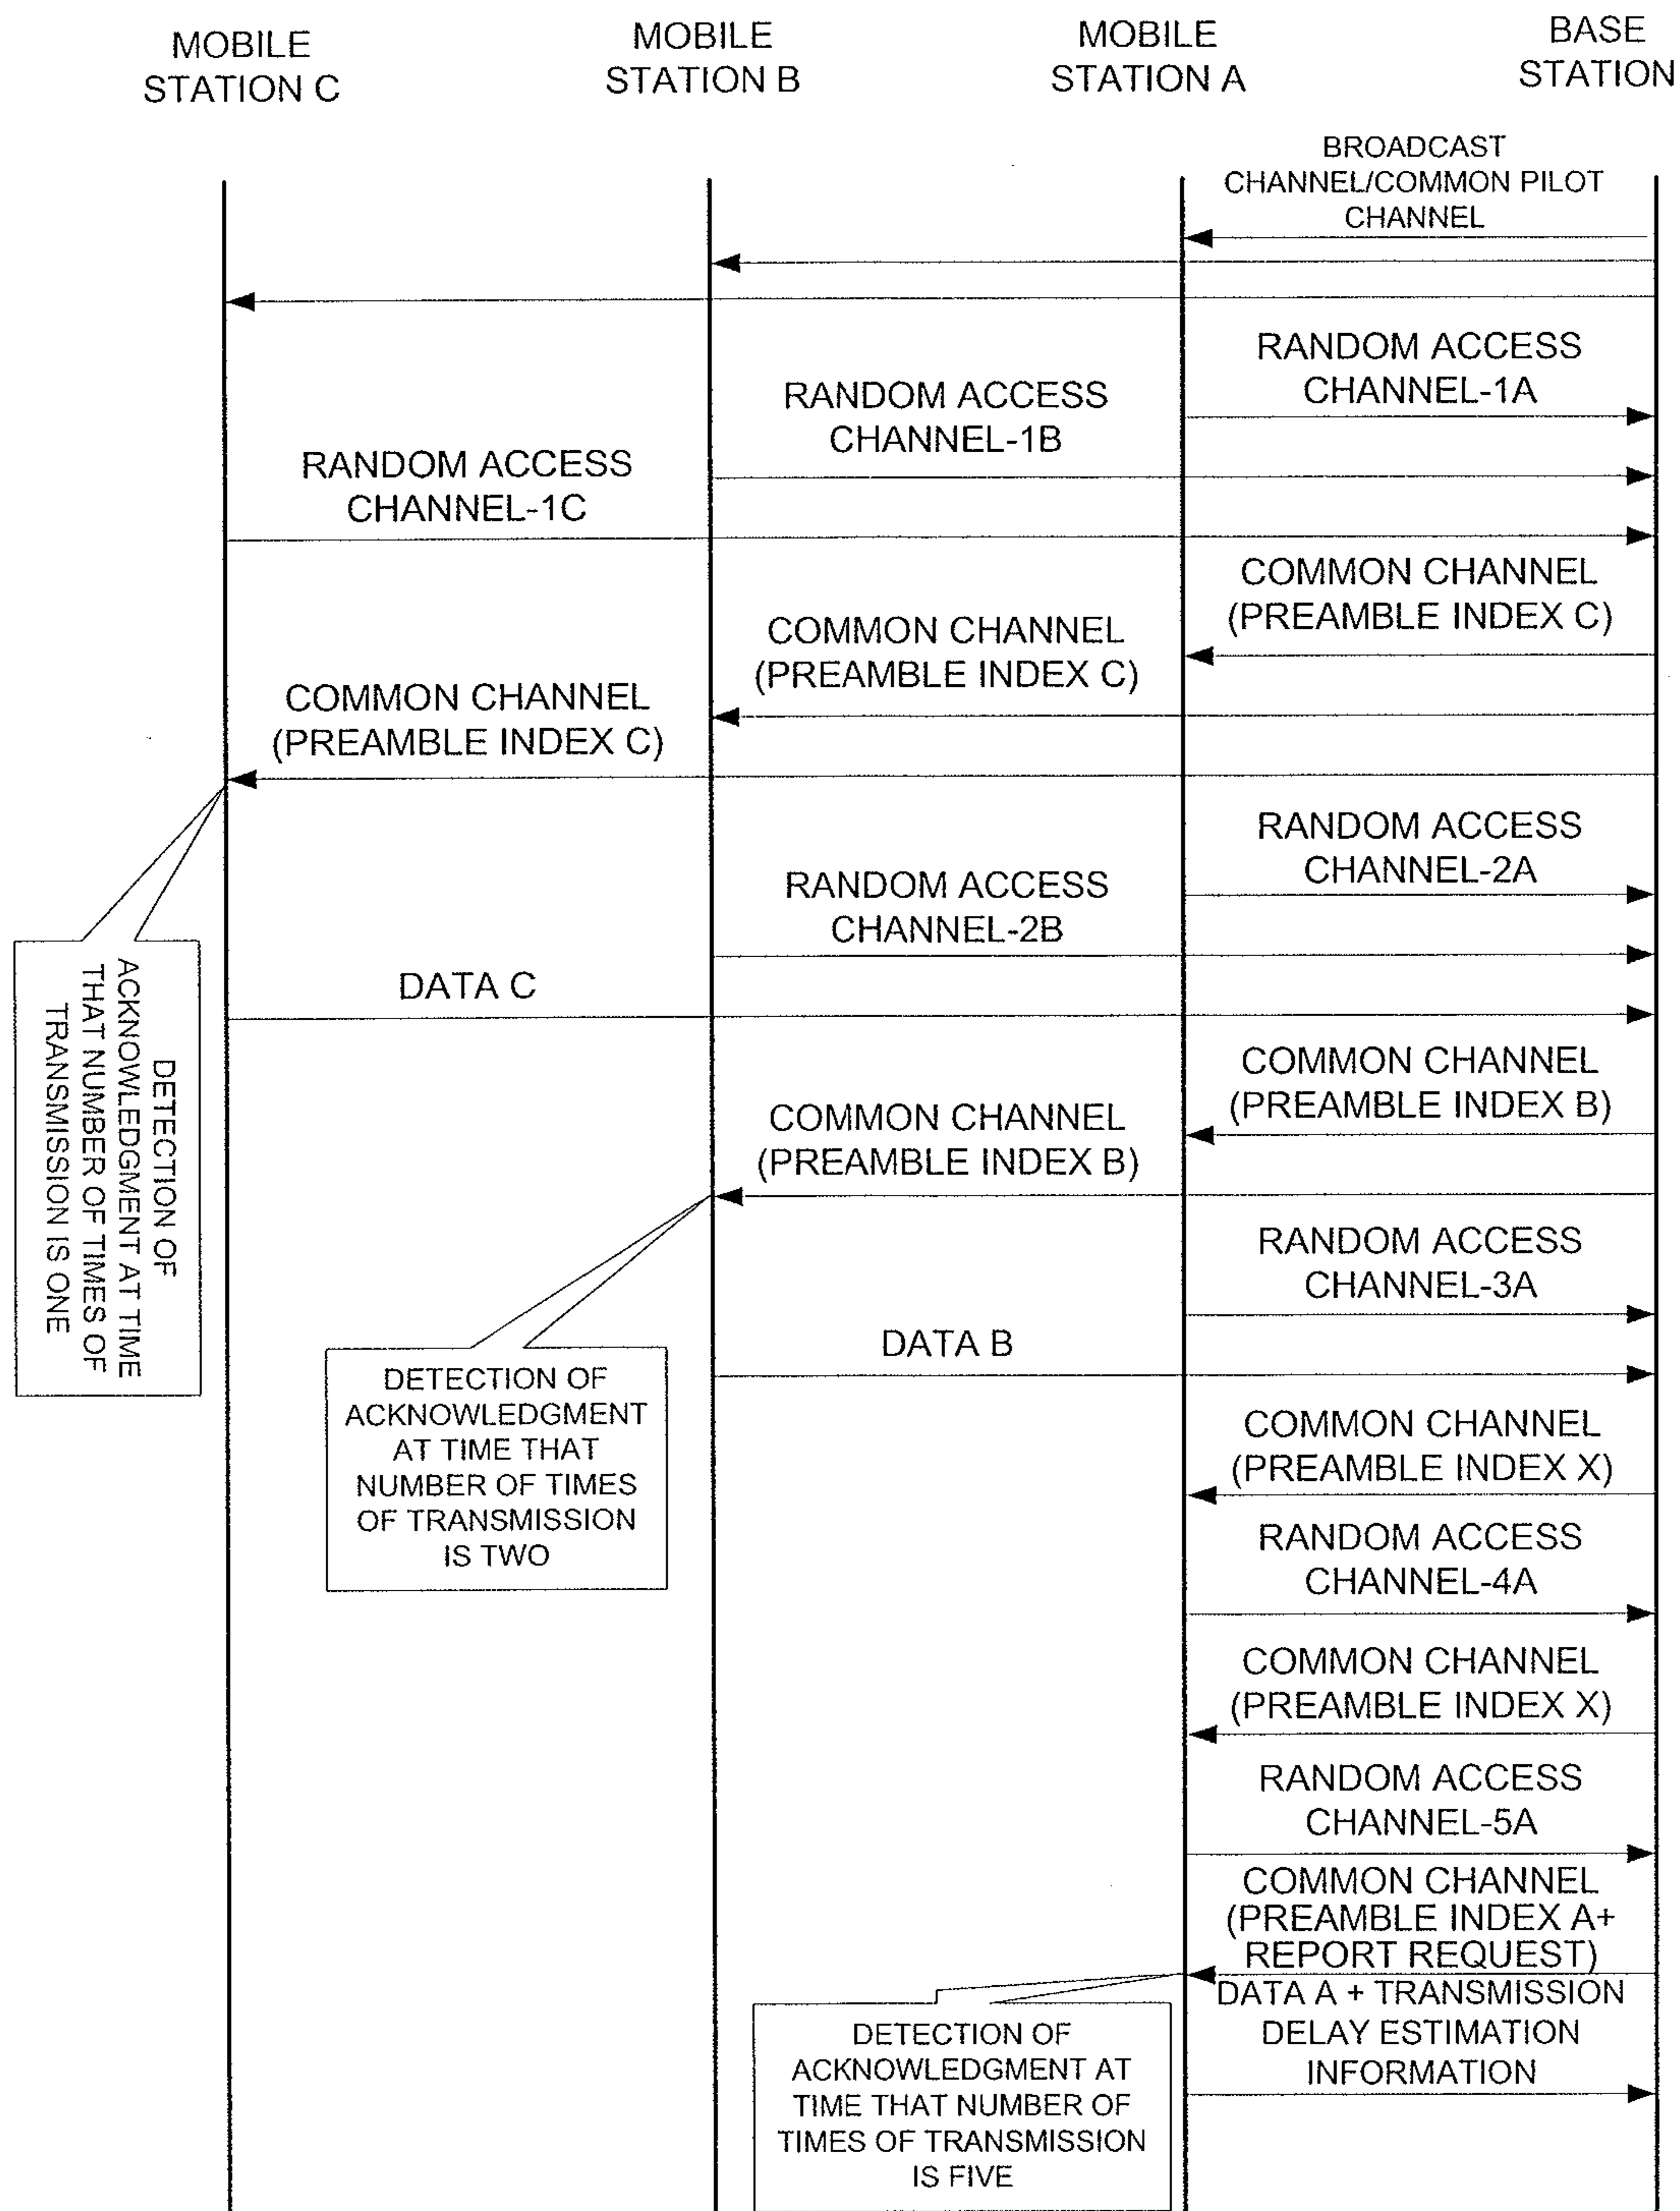 MOBILE
STATION C
MOBILE
STATION B
MOBILE
STATION A
BASE
STATION
BROADCAST
CHANNEL/COMMON PILOT
CHANNEL
RANDOM ACCESS
CHANNEL-1A
RANDOM ACCESS
CHANNEL-1B
RANDOM ACCESS
CHANNEL-1C
COMMON CHANNEL
(PREAMBLE INDEX C)
COMMON CHANNEL
(PREAMBLE INDEX C)
COMMON CHANNEL
(PREAMBLE INDEX C)
RANDOM ACCESS
CHANNEL-2A
RANDOM ACCESS
CHANNEL-2B
DATA C
DETECTION OF
ACKNOWLEDGMENT AT TIME
THAT NUMBER OF TIMES OF
TRANSMISSION IS ONE
COMMON CHANNEL
(PREAMBLE INDEX B)
COMMON CHANNEL
(PREAMBLE INDEX B)
RANDOM ACCESS
CHANNEL-3A
DATA B
DETECTION OF
ACKNOWLEDGMENT
AT TIME THAT
NUMBER OF TIMES
OF TRANSMISSION
IS TWO
COMMON CHANNEL
(PREAMBLE INDEX X)
RANDOM ACCESS
CHANNEL-4A
COMMON CHANNEL
(PREAMBLE INDEX X)
RANDOM ACCESS
CHANNEL-5A
COMMON CHANNEL
(PREAMBLE INDEX A+
REPORT REQUEST)
DATA A + TRANSMISSION
DELAY ESTIMATION
INFORMATION
DETECTION OF
ACKNOWLEDGMENT AT
TIME THAT NUMBER OF
TIMES OF TRANSMISSION
IS FIVE